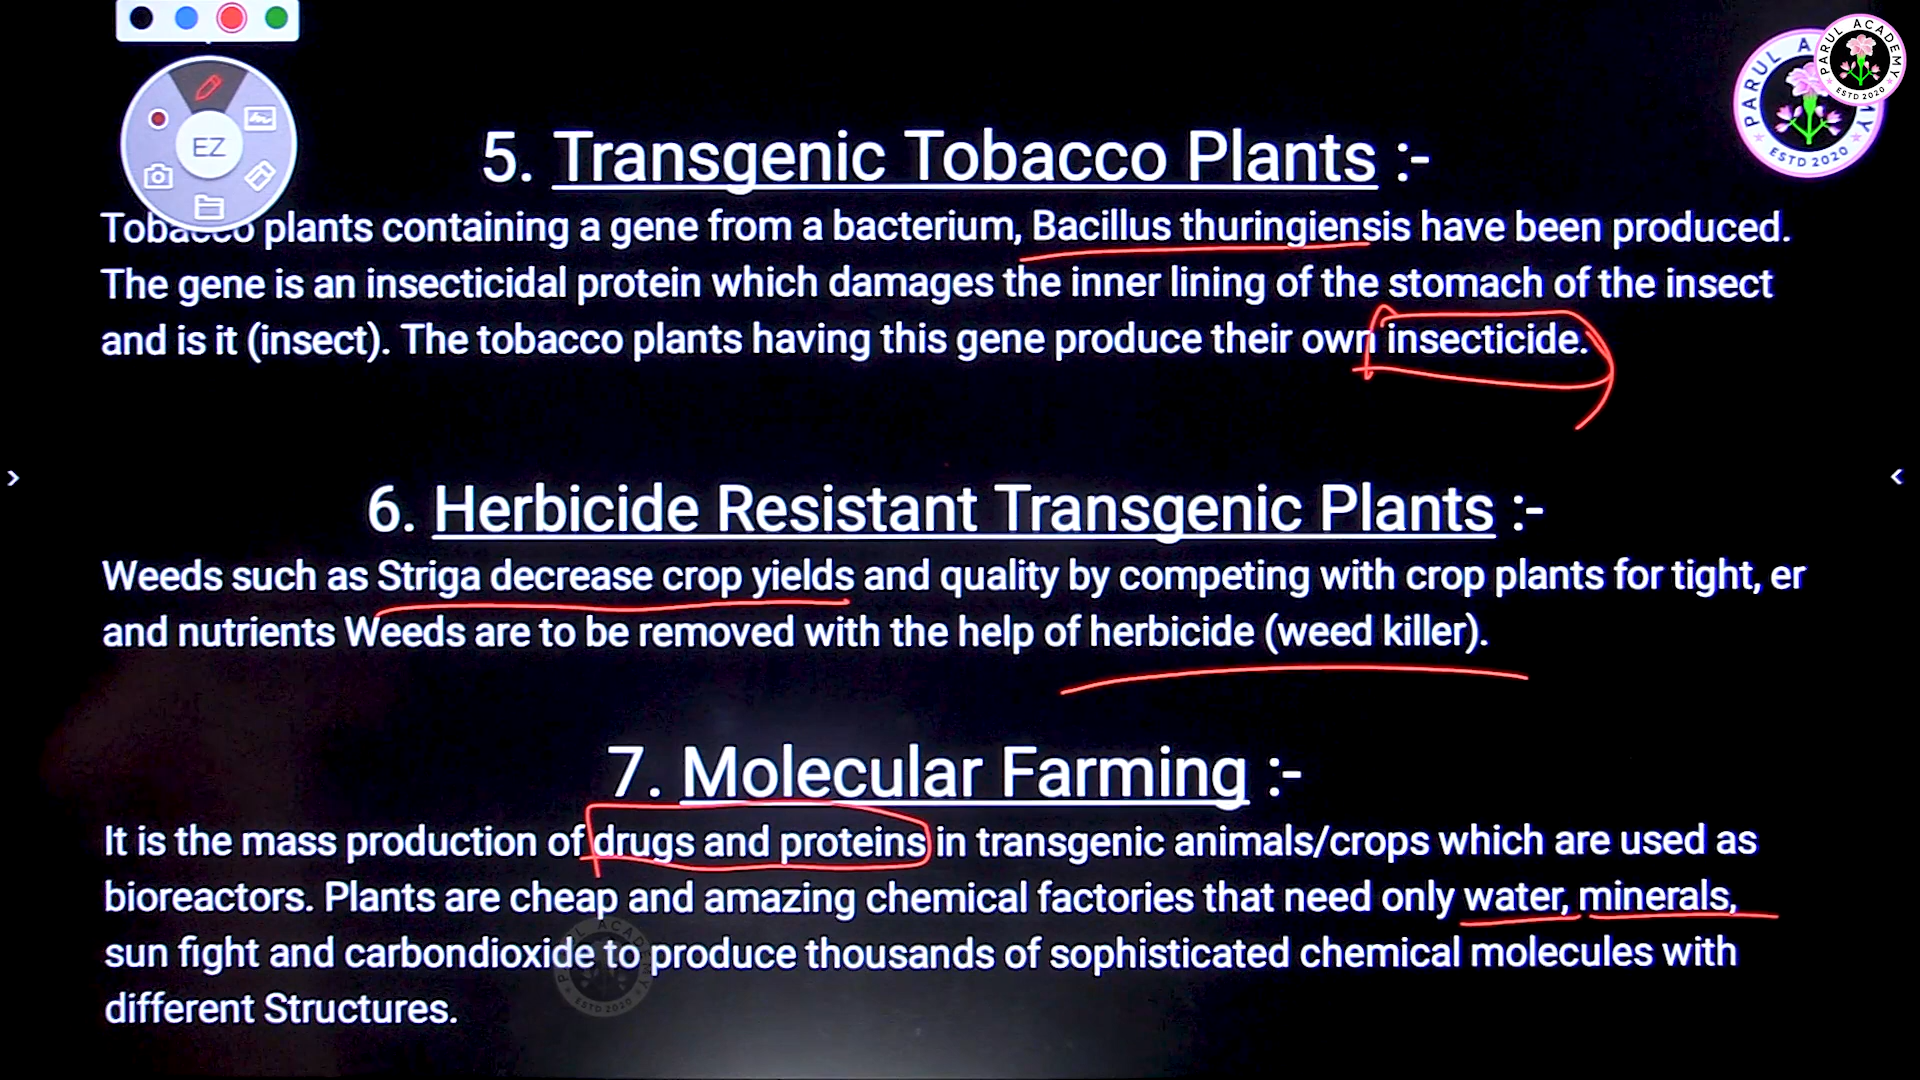 PARUL ACADEMY
ESTD 2020
EZ
5. Transgenic Tobacco Plants :-
Tobacco plants containing a gene from a bacterium, Bacillus thuringiensis have been produced.
The gene is an insecticidal protein which damages the inner lining of the stomach of the insect
and is it (insect). The tobacco plants having this gene produce their own insecticide.
6. Herbicide Resistant Transgenic Plants :-
Weeds such as Striga decrease crop yields and quality by competing with crop plants for tight, er
and nutrients Weeds are to be removed with the help of herbicide (weed killer).
7. Molecular Farming :-
It is the mass production of drugs and proteins in transgenic animals/crops which are used as
bioreactors. Plants are cheap and amazing chemical factories that need only water, minerals,
sun fight and carbondioxide to produce thousands of sophisticated chemical molecules with
different Structures.